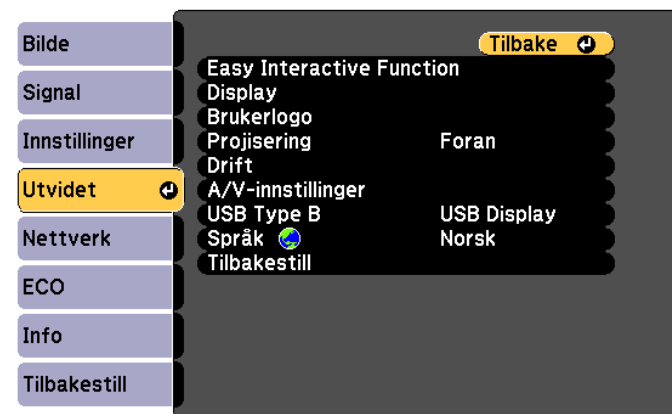 Bilde
Signal
Innstillinger
Utvidet
Nettverk
ECO
Info
Tilbakestill
Tilbake
Easy Interactive Function
Display
Brukerlogo
Projisering Foran
Drift
A/V-innstillinger
USB Type B USB Display
Språk Norsk
Tilbakestill